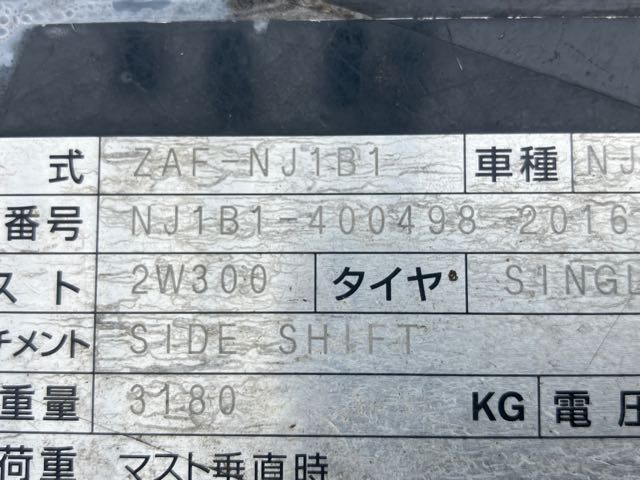 式 ZAF-NJ1B1 車種 NJ
番号 NJ1B1-400498 2016
スト 2W300 タイヤ SINGL
チメント SIDE SHIFT
重量 3180 KG 電圧
荷重 マスト垂直時